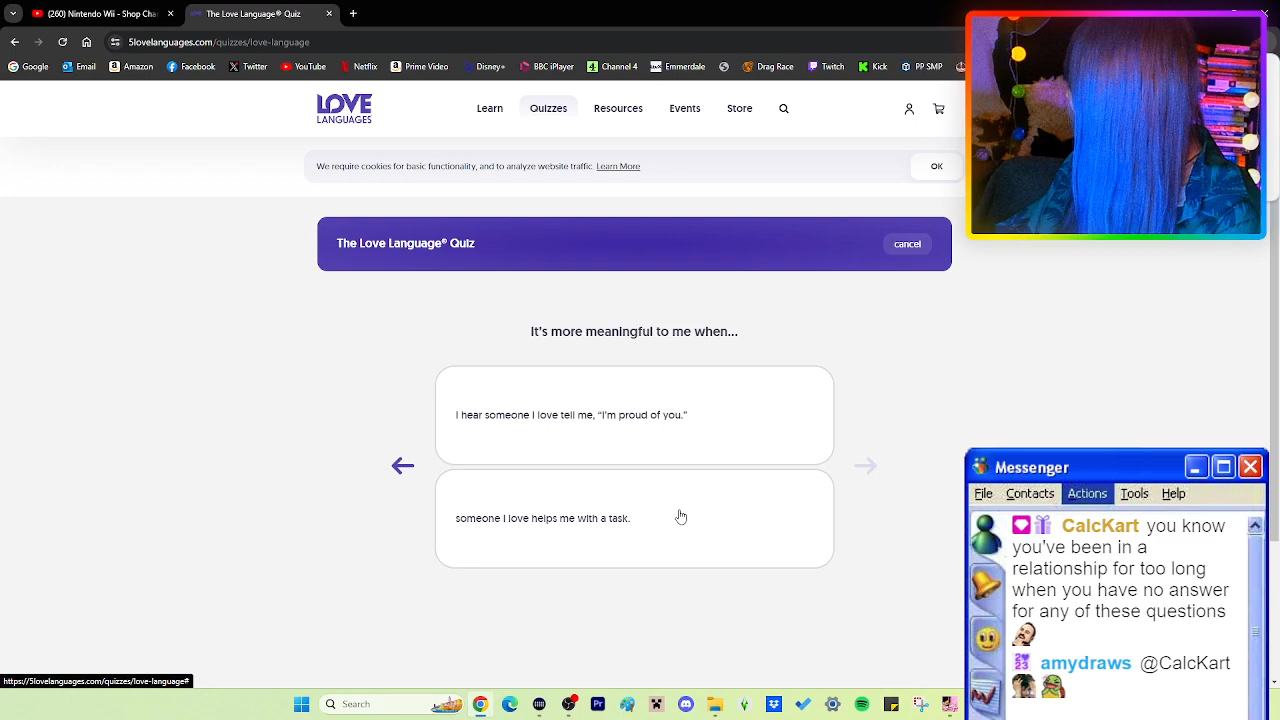 (260) Nintendo Wii - Shop Cha
The Love Language® Quiz
5lovelanguages.com/quizzes/love-language
Google
Email
Amazon
Facebook
Twitter
YouTube
Netflix
Prime Video
Disney+
Channel 4
Emmerdale
Drag Race
Twitch
Kick
PP SMP
LOVE
LANGUAGES
Learn
Quizzes
Resources
Events
Store
We require cookies for basic functionality, and to analyze website traffic. Learn More
OK
The Love Language® Quiz
cancel
It's more meaningful to me when...
I hear someone I love tell me, “I'm proud of you.”
someone I love helps me with a task.
https://5lovelanguages.com/quizzes/love-language#
Search
Messenger
File Contacts Actions Tools Help
CalcKart you know
you've been in a
relationship for too long
when you have no answer
for any of these questions
amydraws @CalcKart